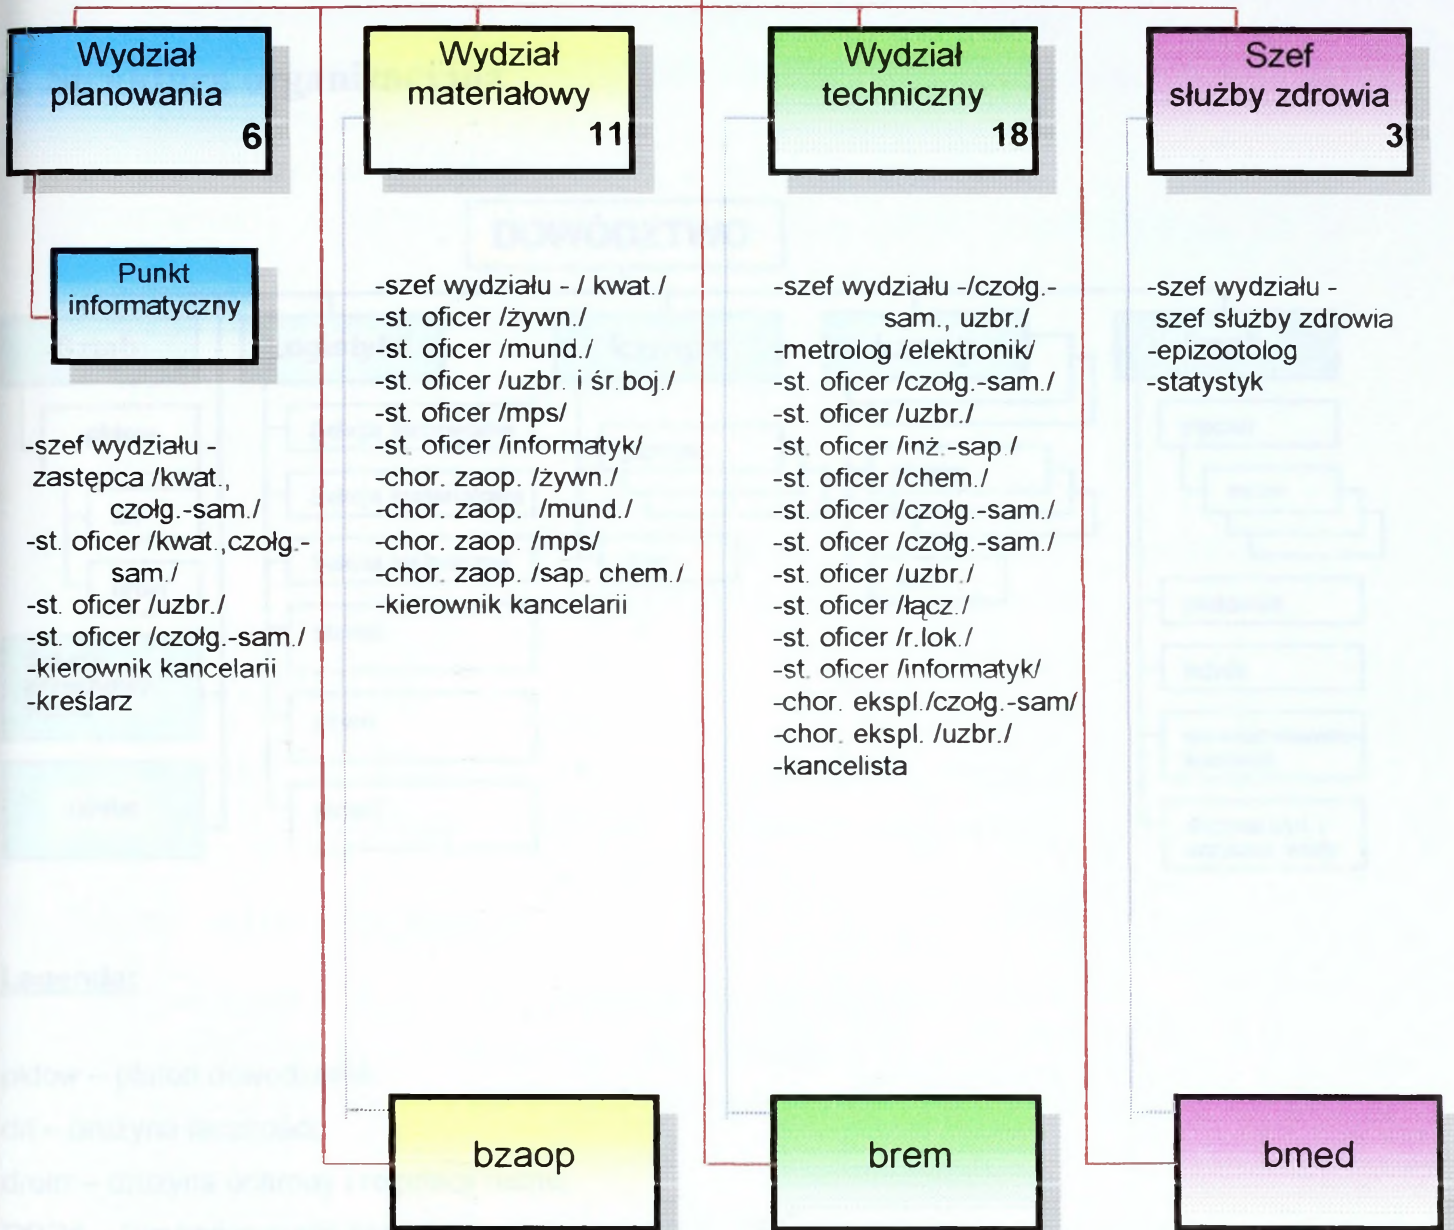 Wydział
planowania
6
Wydział
materiałowy
11
Wydział
techniczny
18
Szef
służby zdrowia
3
Punkt
informatyczny
-szef wydziału -
zastępca /kwat.,
czołg.-sam./
-st. oficer /kwat.,czołg.-
sam./
-st. oficer /uzbr./
-st. oficer /czołg.-sam./
-kierownik kancelarii
-kreślarz
-szef wydziału - / kwat./
-st. oficer /żywn./
-st. oficer /mund./
-st. oficer /uzbr. i śr.boj./
-st. oficer /mps/
-st. oficer /informatyk/
-chor. zaop. /żywn./
-chor. zaop. /mund./
-chor. zaop. /mps/
-chor. zaop. /sap. chem./
-kierownik kancelarii
-szef wydziału -/czołg.-
sam., uzbr./
-metrolog /elektronik/
-st. oficer /czołg.-sam./
-st. oficer /uzbr./
-st. oficer /inż.-sap./
-st. oficer /chem./
-st. oficer /czołg.-sam./
-st. oficer /czołg.-sam./
-st. oficer /uzbr./
-st. oficer /łącz./
-st. oficer /r.lok./
-st. oficer /informatyk/
-chor. ekspl./czołg.-sam/
-chor. ekspl. /uzbr./
-kancelista
-szef wydziału -
szef służby zdrowia
-epizootolog
-statystyk
bzaop
brem
bmed
DOWÓDZTWO
Legenda: